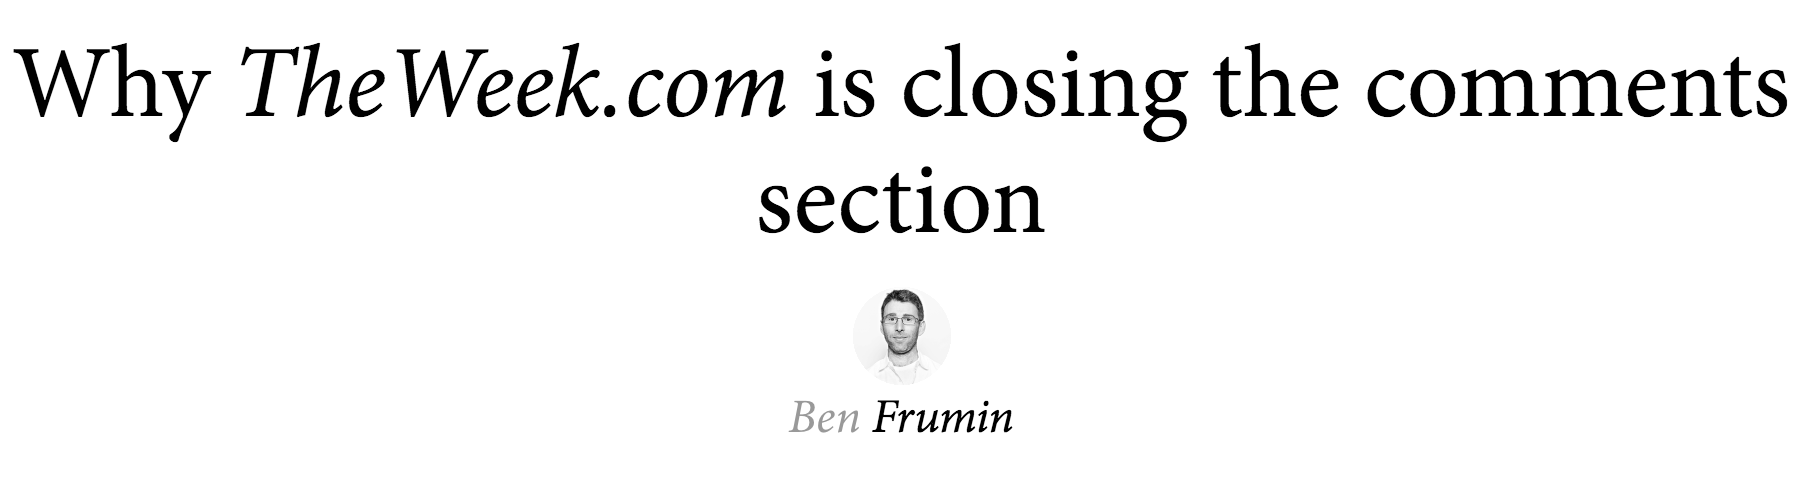 Why TheWeek.com is closing the comments
section
Ben Frumin